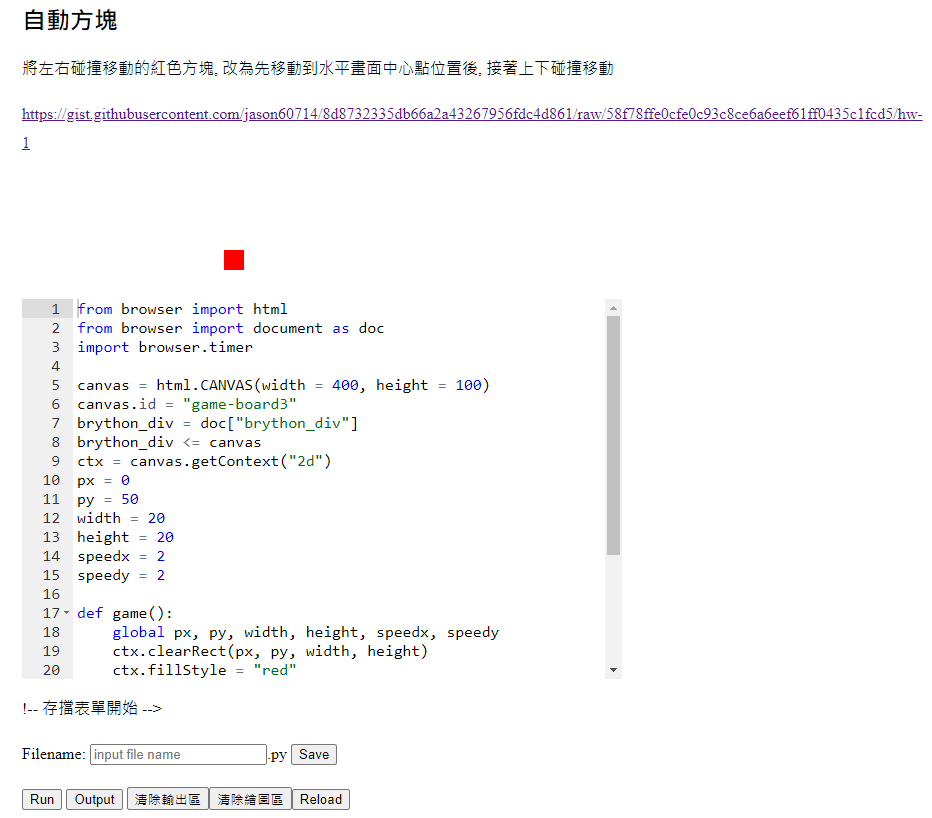 自動方塊
將左右碰撞移動的紅色方塊, 改為先移動到水平畫面中心點位置後, 接著上下碰撞移動
https://gist.githubusercontent.com/jason60714/8d8732335db66a2a43267956fdc4d861/raw/58f78ffe0cfe0c93c8ce6a6eef61ff0435c1fcd5/hw-
1
1 from browser import html
2 from browser import document as doc
3 import browser.timer
4
5 canvas = html.CANVAS(width = 400, height = 100)
6 canvas.id = "game-board3"
7 brython_div = doc["brython_div"]
8 brython_div <= canvas
9 ctx = canvas.getContext("2d")
10 px = 0
11 py = 50
12 width = 20
13 height = 20
14 speedx = 2
15 speedy = 2
16
17 def game():
18     global px, py, width, height, speedx, speedy
19     ctx.clearRect(px, py, width, height)
20     ctx.fillStyle = "red"
!-- 存擋表單開始 -->
Filename: input file name .py Save
Run Output 清除輸出區 清除繪圖區 Reload